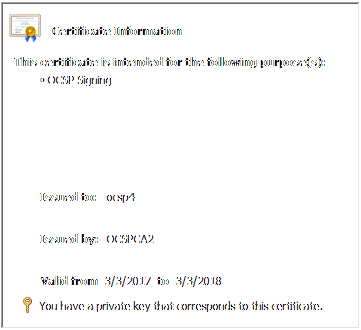 Certificate Information
This certificate is intended for the following purpose(s):
• OCSP Signing
Issued to: ocsp4
Issued by: OCSPCA2
Valid from 3/3/2017 to 3/3/2018
You have a private key that corresponds to this certificate.